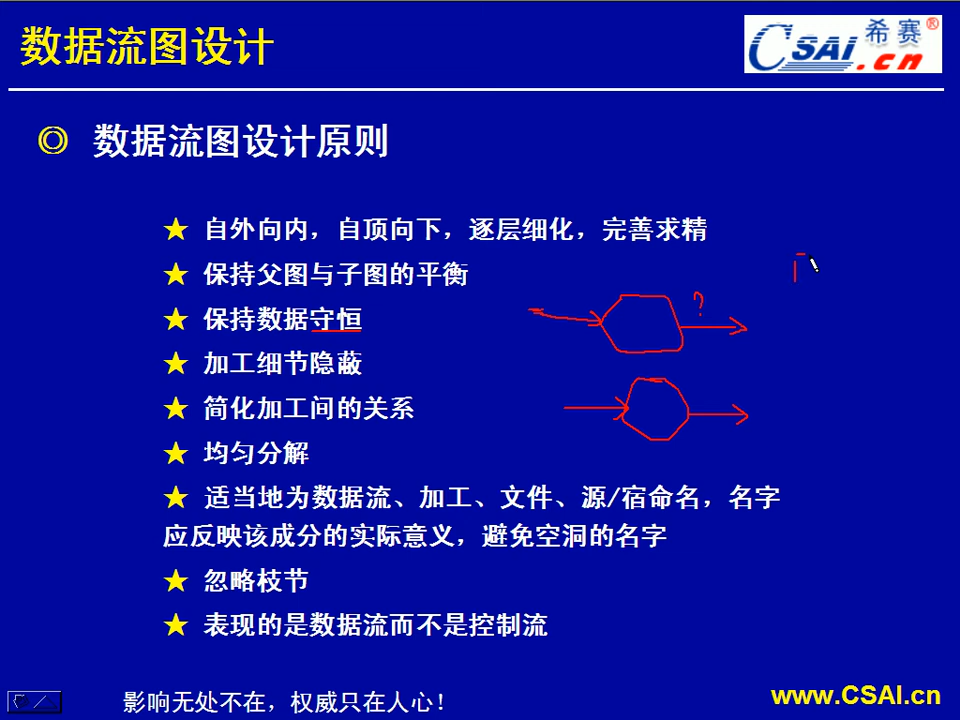 数据流图设计
CSAI 希赛®
.cn
◎ 数据流图设计原则
★ 自外向内，自顶向下，逐层细化，完善求精
★ 保持父图与子图的平衡
★ 保持数据守恒
?
★ 加工细节隐蔽
★ 简化加工间的关系
★ 均匀分解
★ 适当地为数据流、加工、文件、源/宿命名，名字
应反映该成分的实际意义，避免空洞的名字
★ 忽略枝节
★ 表现的是数据流而不是控制流
影响无处不在，权威只在人心！
www.CSAI.cn